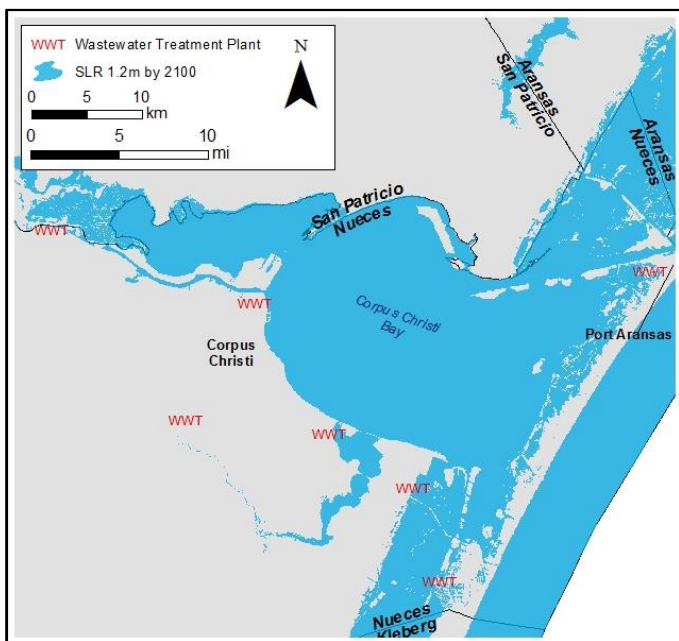 WWT Wastewater Treatment Plant
SLR 1.2m by 2100
N
0 5 10
km
0 5 10
mi
Aransas
San Patricio
Aransas
Nueces
San Patricio
Nueces
WWT
WWT
WWT
Corpus Christi
Bay
Port Aransas
Corpus
Christi
WWT
WWT
WWT
WWT
Nueces
Kleberg